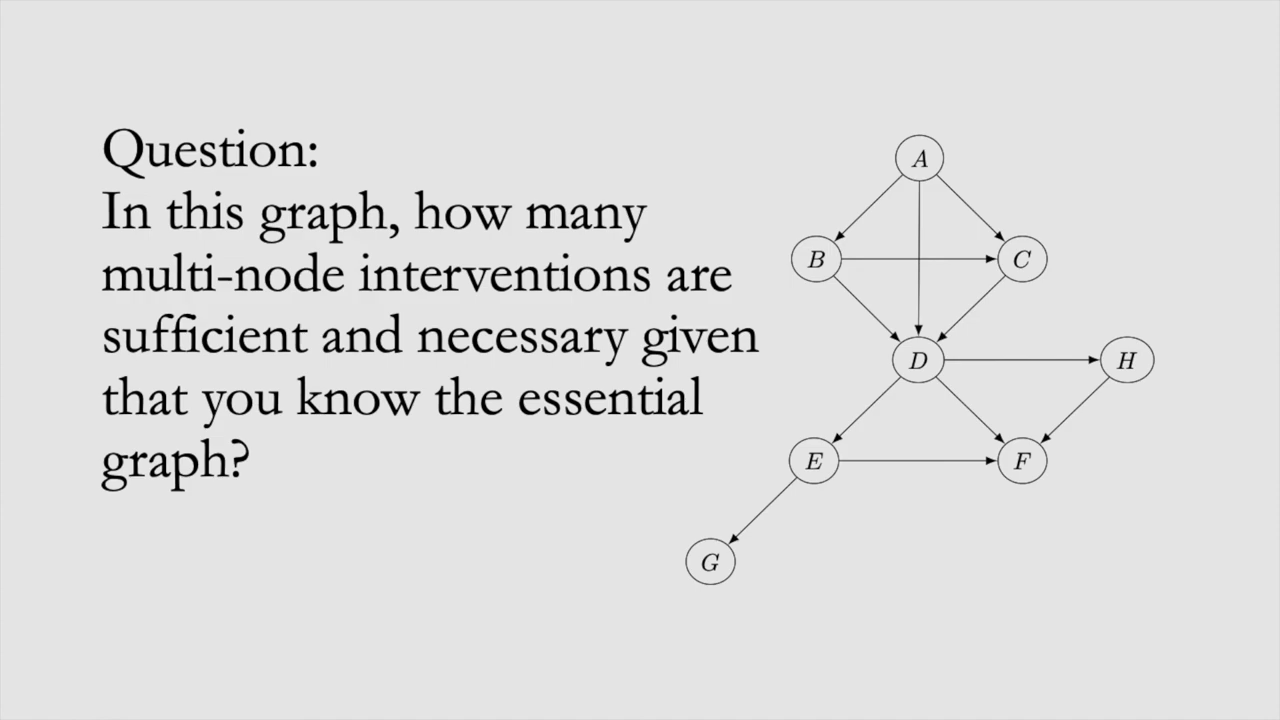 Question:
In this graph, how many
multi-node interventions are
sufficient and necessary given
that you know the essential
graph?
A
B
C
D
H
E
F
G